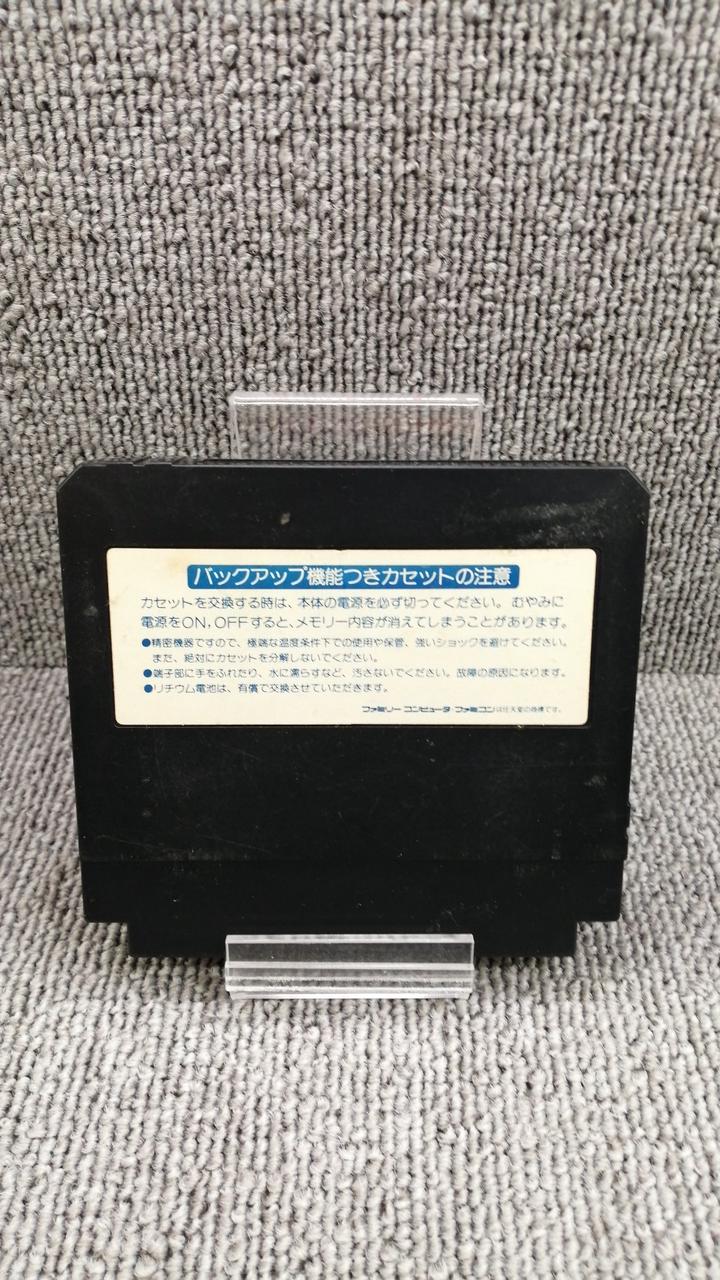 バックアップ機能つきカセットの注意
カセットを交換する時は、本体の電源を必ず切ってください。むやみに
電源をON,OFFすると、メモリー内容が消えてしまうことがあります。
●精密機器ですので、極端な温度条件下での使用や保管、強いショックを避けてください。
また、絶対にカセットを分解しないでください。
●端子部に手をふれたり、水に濡らすなど、汚さないでください。故障の原因になります。
●リチウム電池は、有償で交換させていただきます。
ファミリー コンピュータ・ファミコンは任天堂の商標です。